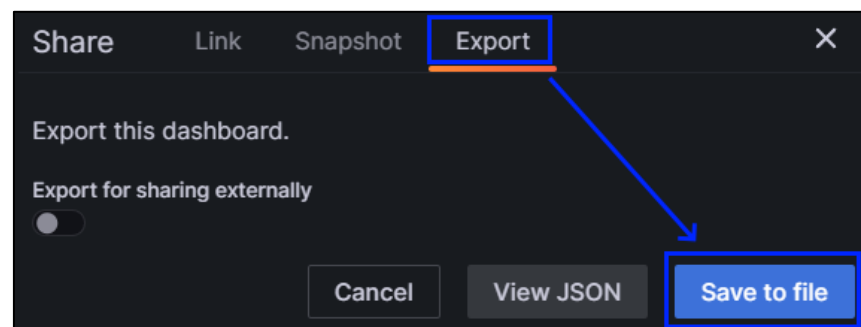 Share Link Snapshot Export
Export this dashboard.
Export for sharing externally
Cancel View JSON Save to file